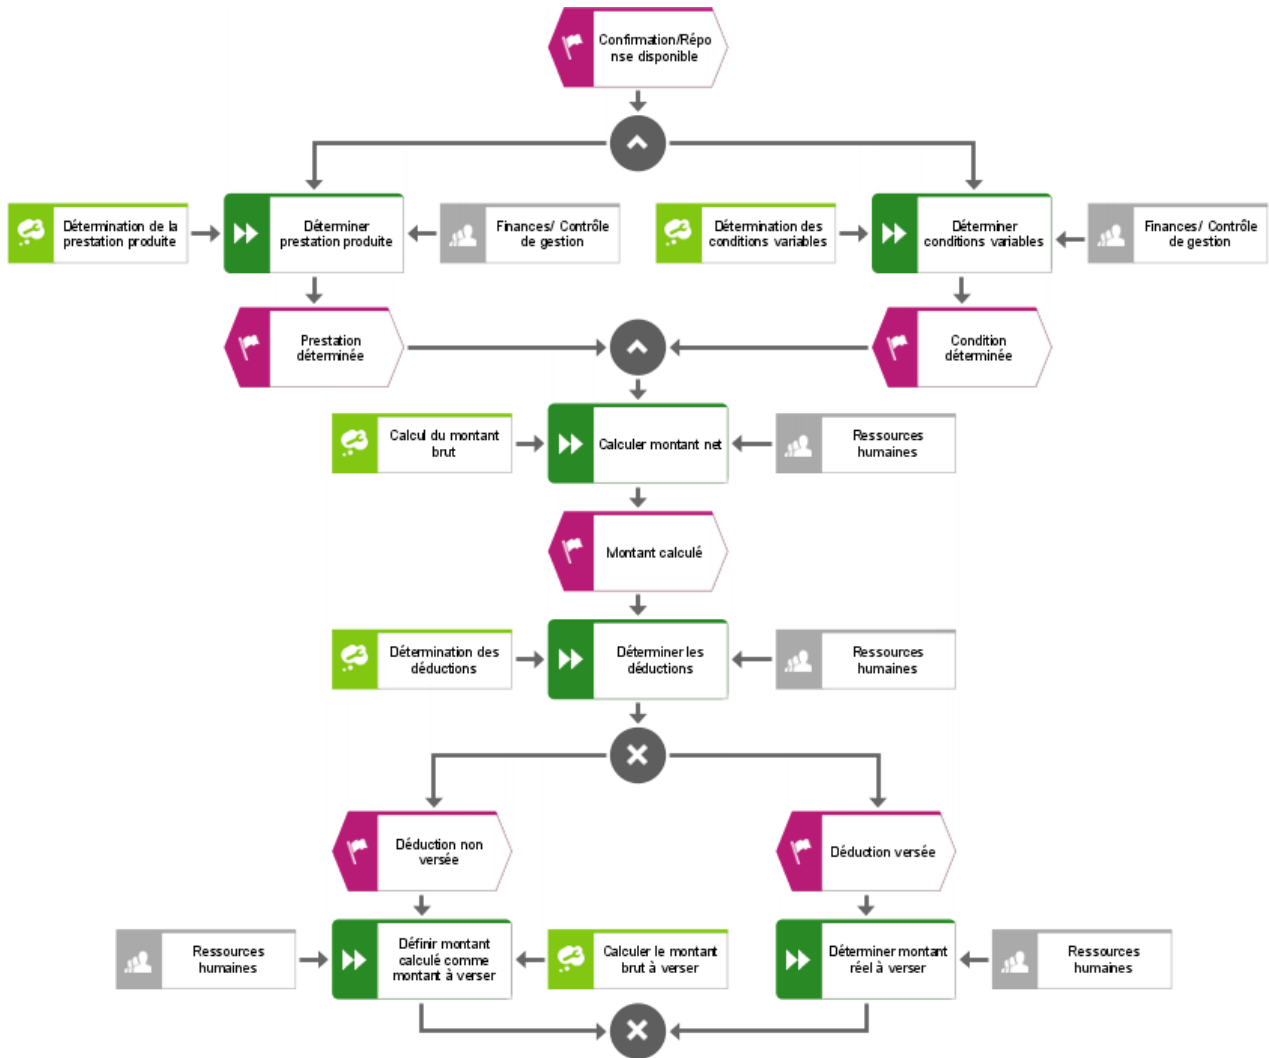 Confirmation/Répo
nse disponible
Détermination de la
prestation produite
Déterminer
prestation produite
Finances/ Contrôle
de gestion
Détermination des
conditions variables
Déterminer
conditions variables
Finances/ Contrôle
de gestion
Prestation
déterminée
Condition
déterminée
Calcul du montant
brut
Calculer montant net
Ressources
humaines
Montant calculé
Détermination des
déductions
Déterminer les
déductions
Ressources
humaines
Déduction non
versée
Déduction versée
Ressources
humaines
Définir montant
calculé comme
montant à verser
Calculer le montant
brut à verser
Déterminer montant
réel à verser
Ressources
humaines